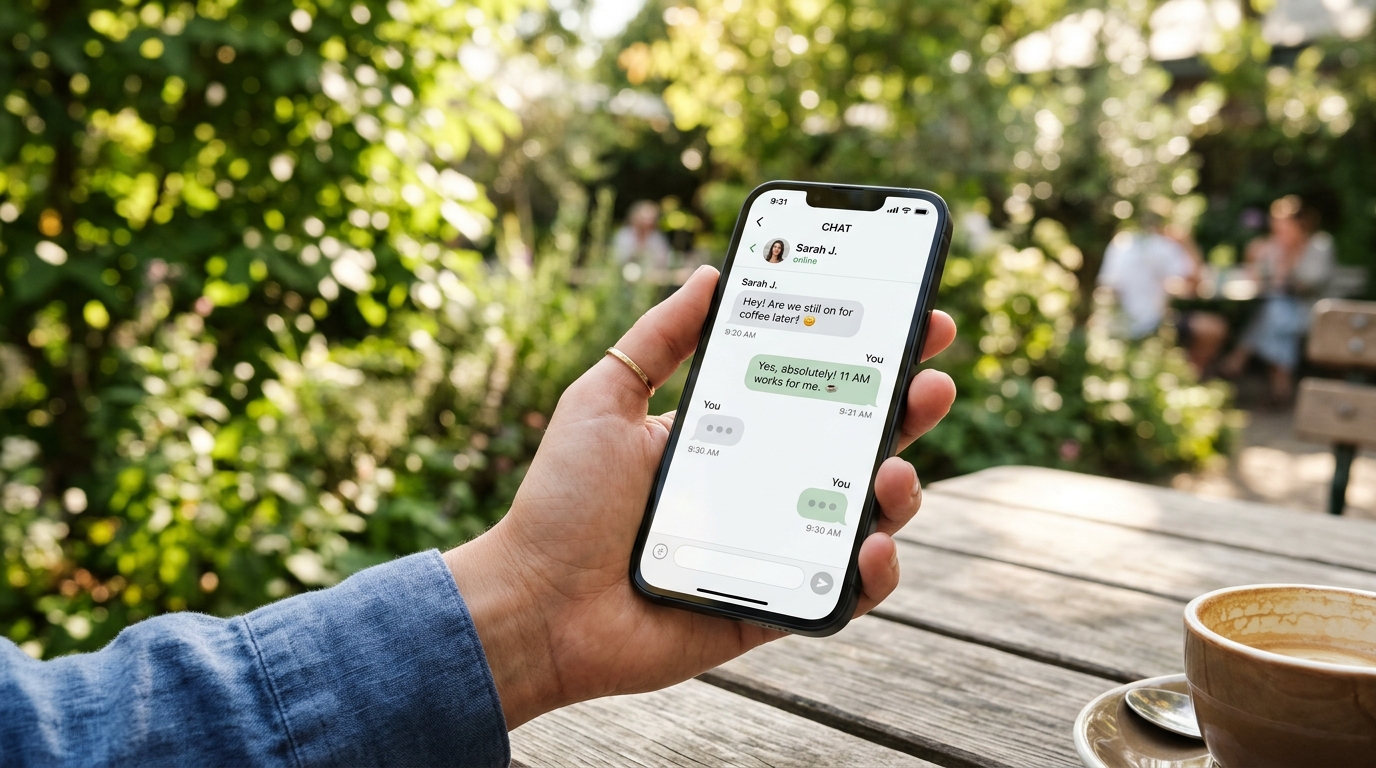 9:31
CHAT
Sarah J.
online
Sarah J.
Hey! Are we still on for
coffee later? 😊
9:20 AM
You
Yes, absolutely! 11 AM
works for me. ☕
9:21 AM
You
9:30 AM
You
9:30 AM